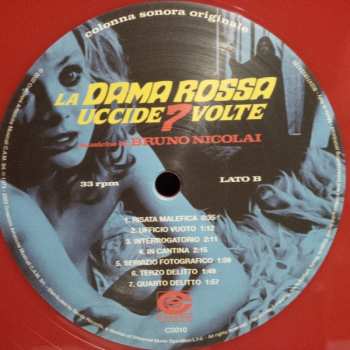 colonna sonora originale
LA DAMA ROSSA
UCCIDE 7 VOLTE
musiche di BRUNO NICOLAI
33 rpm
LATO B
1. RISATA MALEFICA 0:35
2. UFFICIO VUOTO 1:12
3. INTERROGATORIO 2:11
4. IN CANTINA 2:15
5. SERVIZIO FOTOGRAFICO 1:08
6. TERZO DELITTO 1:49
7. QUARTO DELITTO 1:57
CS010